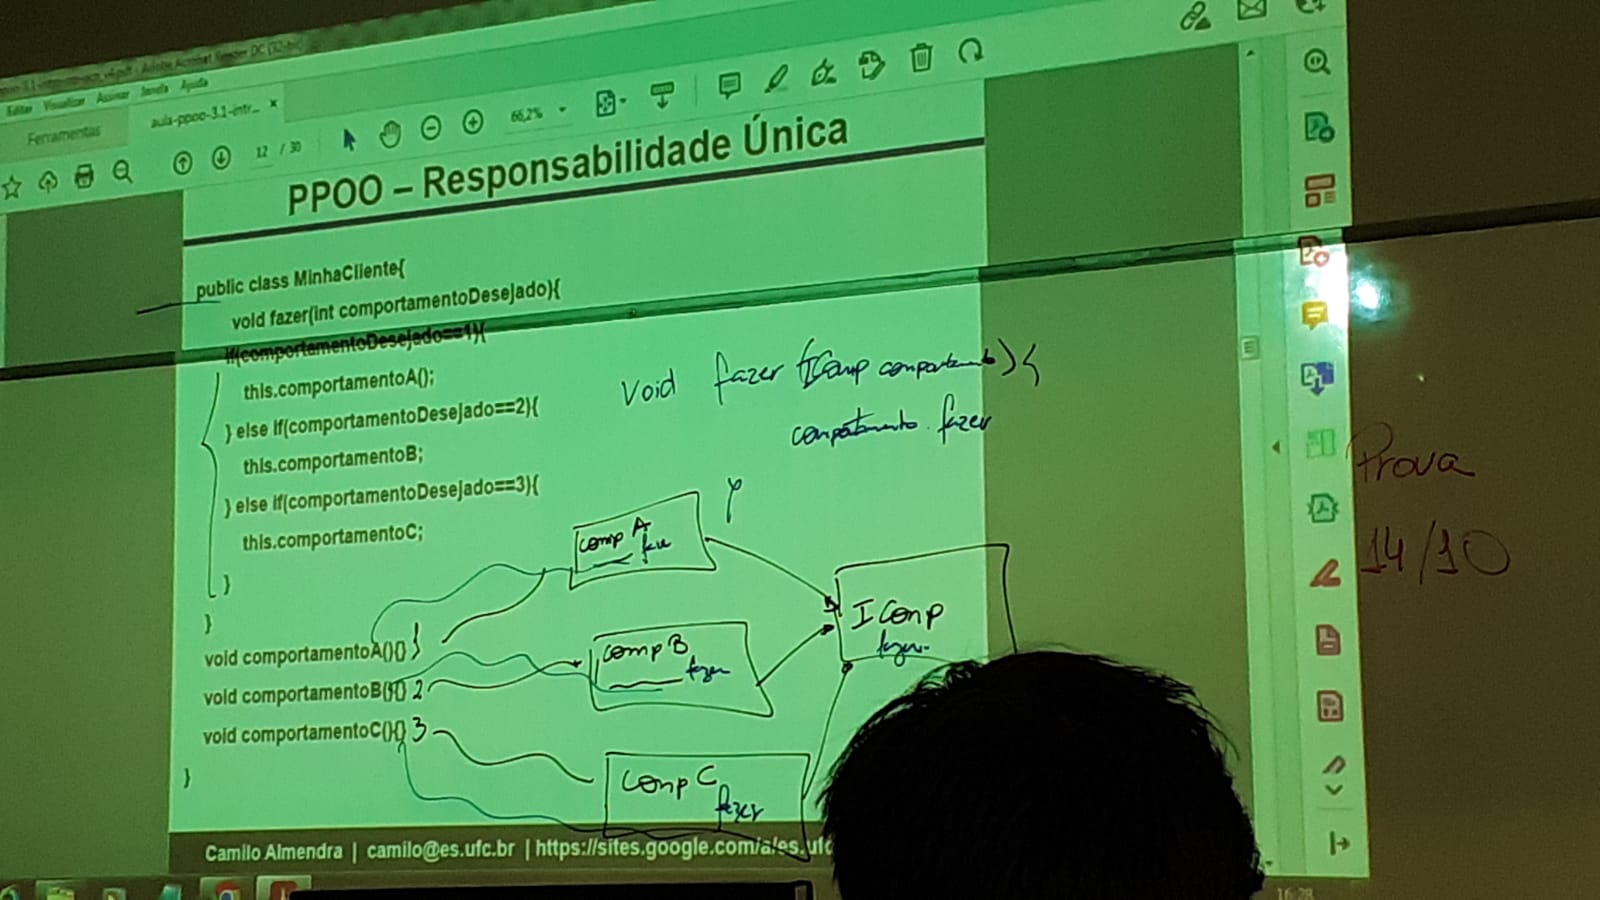 Adobe Acrobat Reader DC (32-bit)
Editar Visualizar Assinar Janela Ajuda
Ferramentas
aula-ppoo-3.1-intr... ×
12 / 30
66,2%
PPOO – Responsabilidade Única
public class MinhaCliente{
void fazer(int comportamentoDesejado){
if(comportamentoDesejado==1){
this.comportamentoA();
} else if(comportamentoDesejado==2){
this.comportamentoB;
} else if(comportamentoDesejado==3){
this.comportamentoC;
}
}
void comportamentoA(){}
void comportamentoB(){} 2
void comportamentoC(){} 3
}
void fazer (IComp comportamento) {
comportamento.fazer
}
Comp A
fazer
Comp B
fazer
Comp C
fazer
IComp
fazer
Prova
14/10
Camilo Almendra | camilo@es.ufc.br | https://sites.google.com/a/es.ufc
16:28